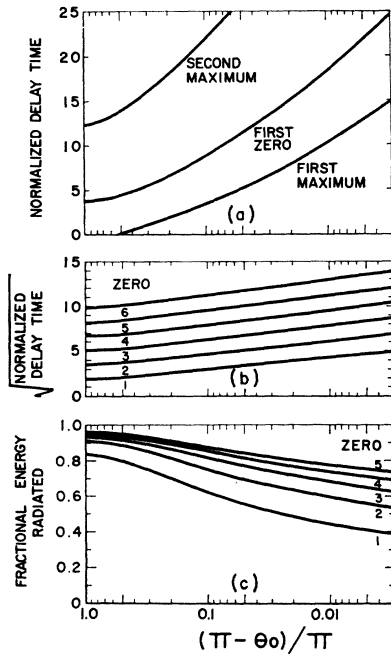 25
20
15
10
5
0
NORMALIZED DELAY TIME
SECOND
MAXIMUM
FIRST
ZERO
FIRST
MAXIMUM
(a)
15
10
5
0
√NORMALIZED
DELAY TIME
ZERO
6
5
4
3
2
1
(b)
1.0
0.8
0.6
0.4
0.2
0
FRACTIONAL ENERGY
RADIATED
ZERO
5
4
3
2
1
(c)
1.0
0.1
0.01
(π - θ0)/π